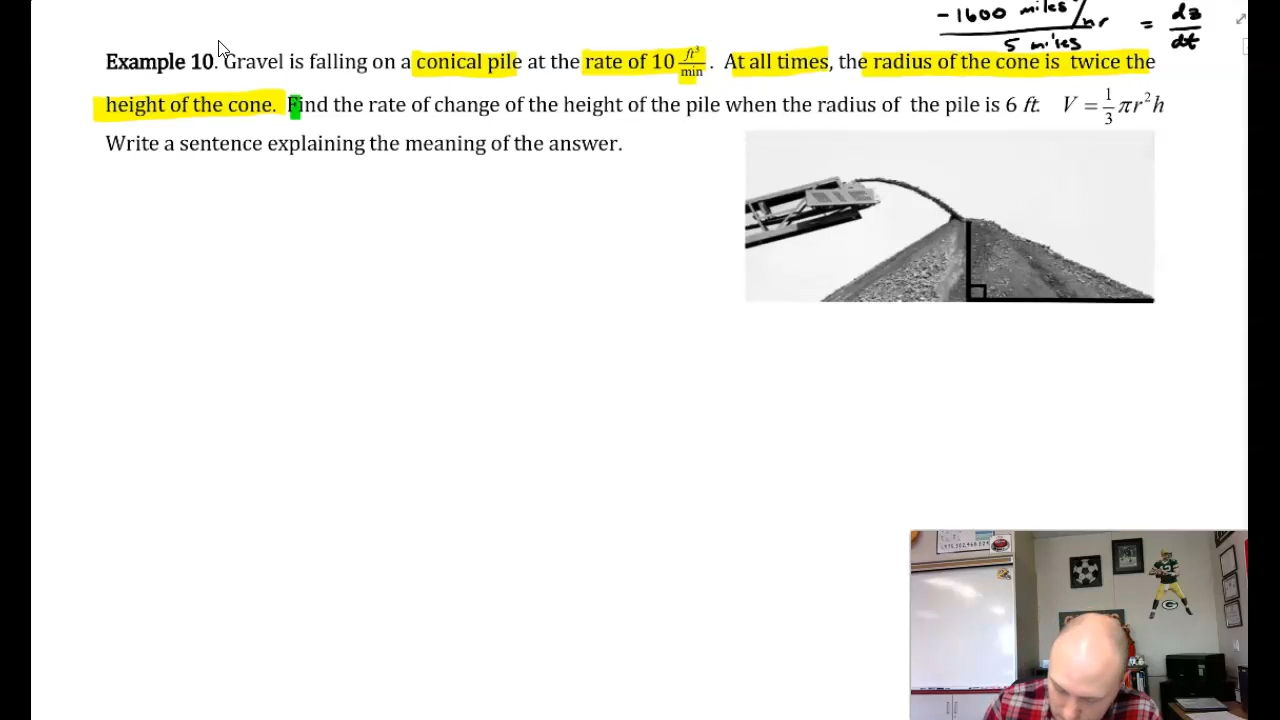 -1600 miles/hr = dz
5 miles dt
Example 10. Gravel is falling on a conical pile at the rate of 10 ft³/min. At all times, the radius of the cone is twice the
height of the cone. Find the rate of change of the height of the pile when the radius of the pile is 6 ft. V = 1/3 πr²h
Write a sentence explaining the meaning of the answer.
G